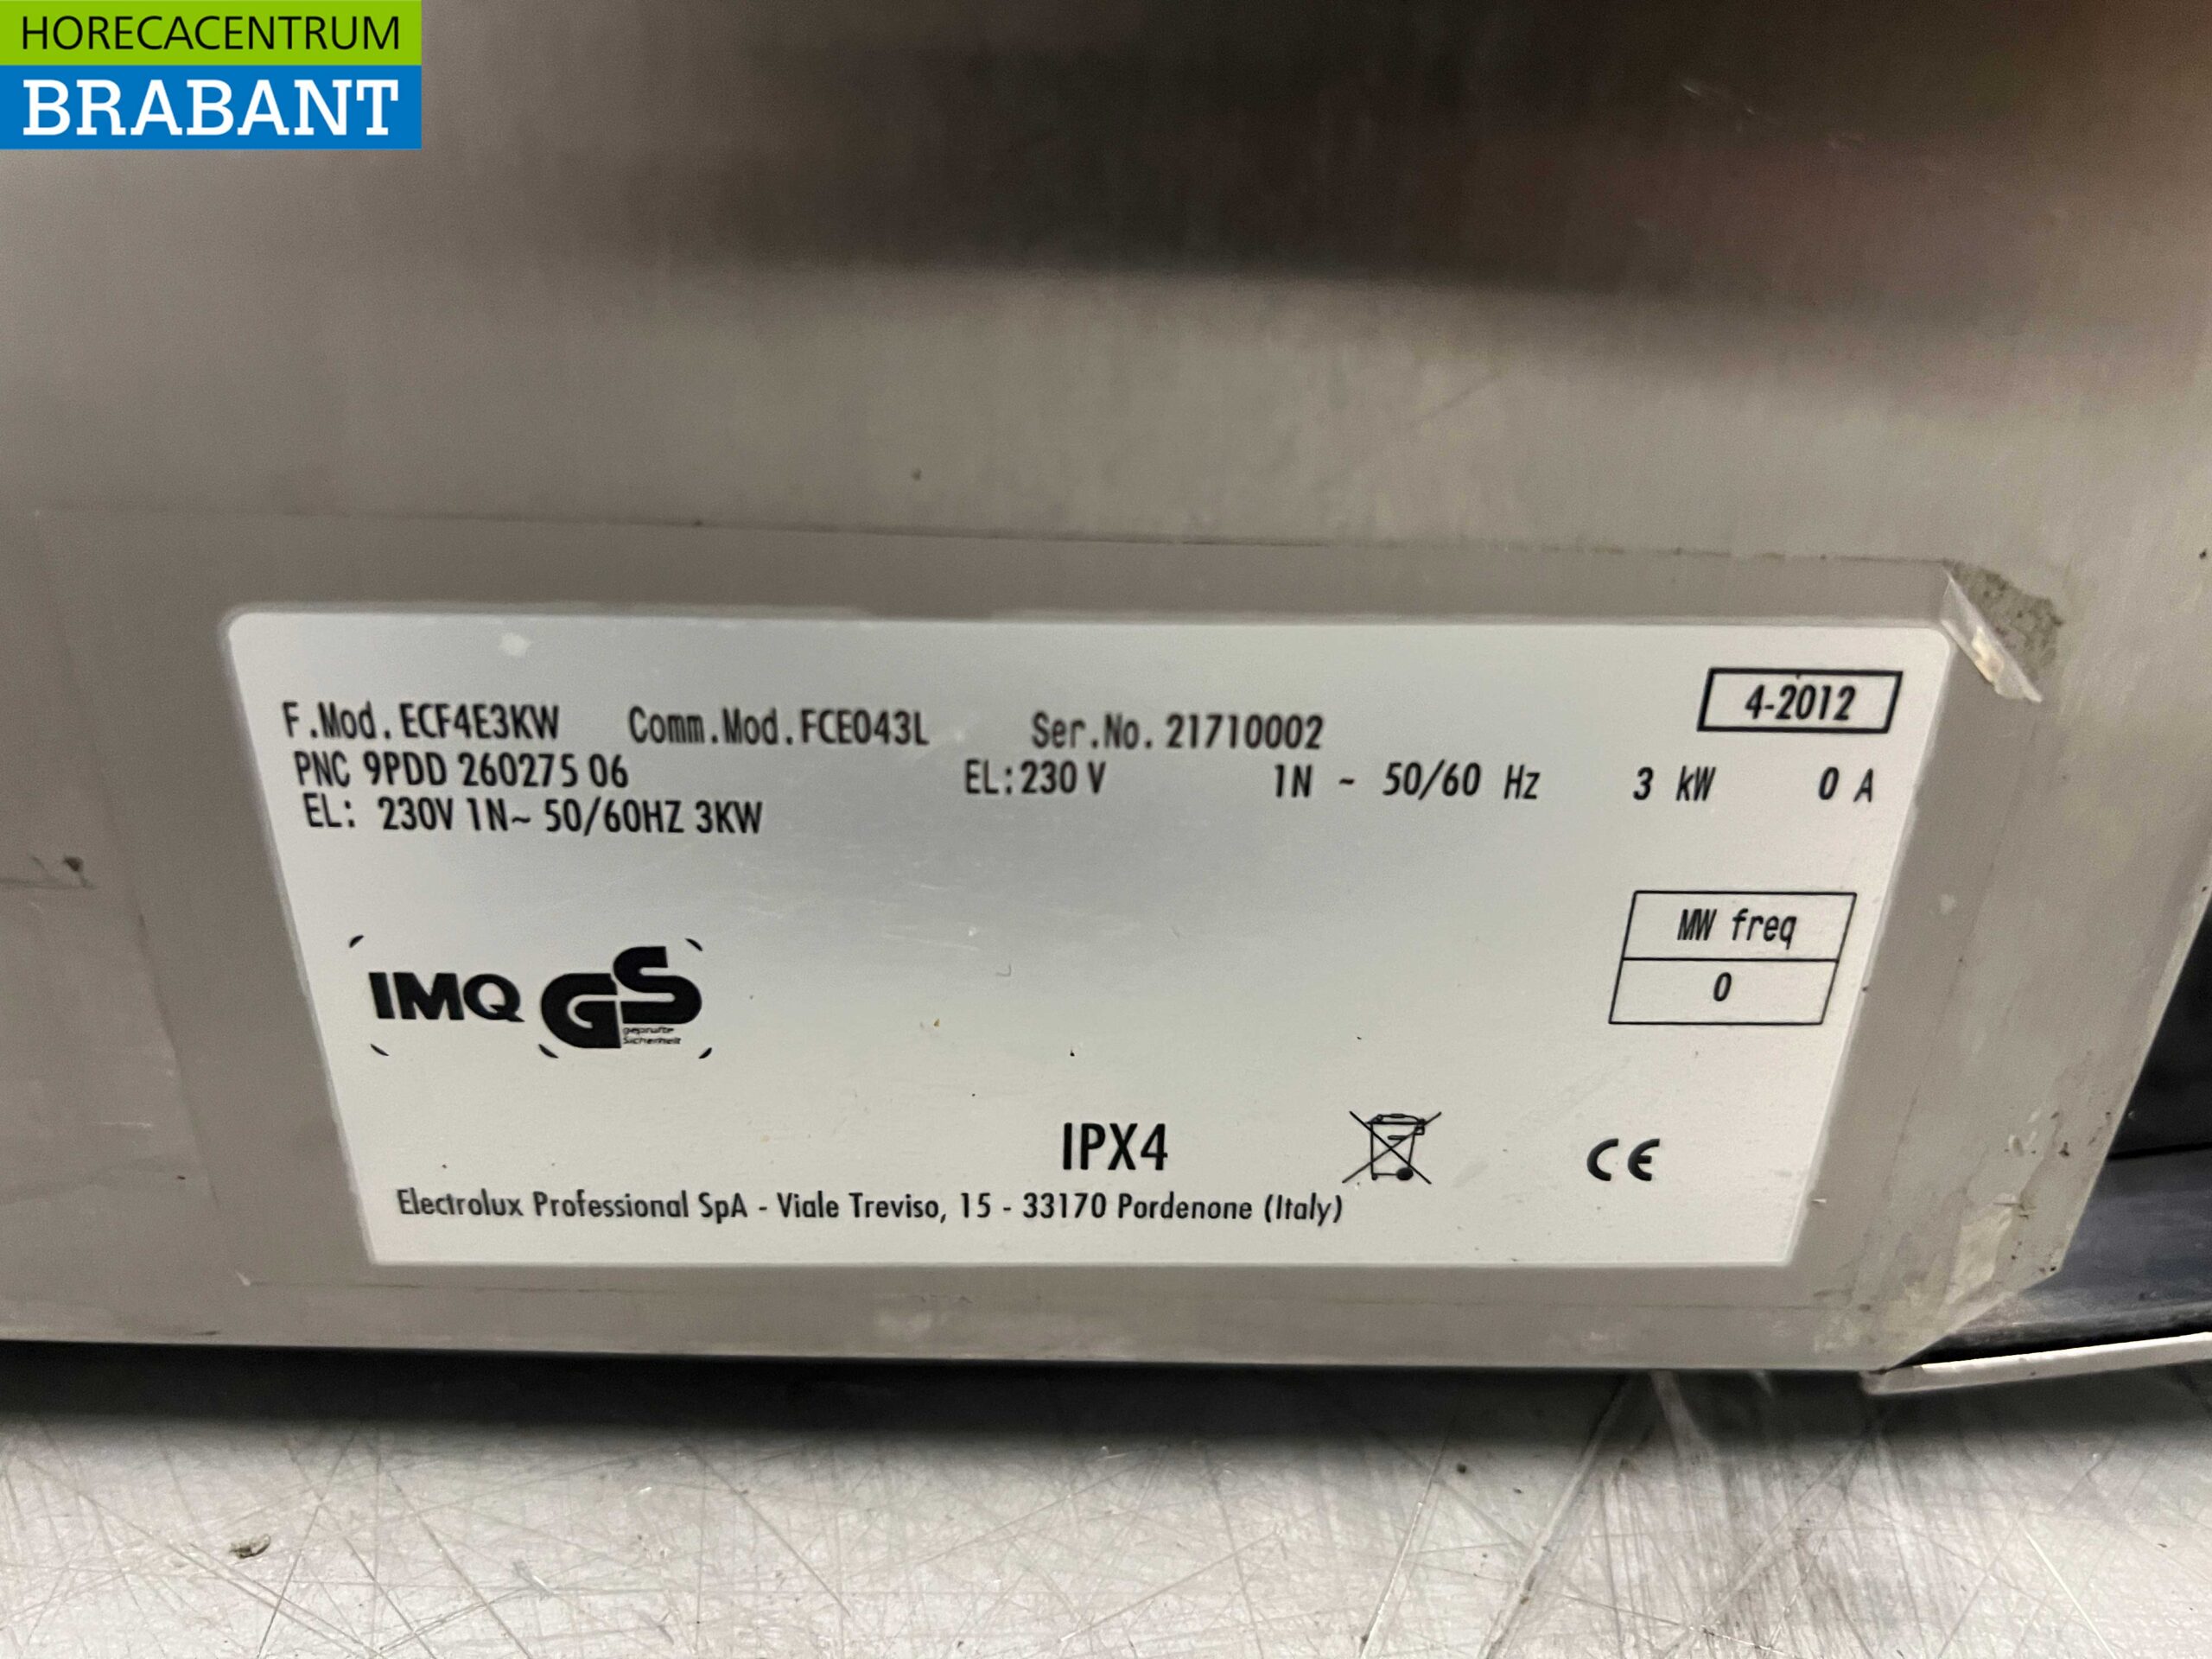 HORECACENTRUM
BRABANT
4-2012
F.Mod. ECF4E3KW Comm.Mod. FCE043L Ser.No. 21710002
PNC 9PDD 260275 06 EL: 230 V 1N ~ 50/60 Hz 3 kW 0 A
EL: 230V 1N~ 50/60HZ 3KW
MW freq
0
IMQ GS
geprüfte
Sicherheit
IPX4 CE
Electrolux Professional SpA - Viale Treviso, 15 - 33170 Pordenone (Italy)